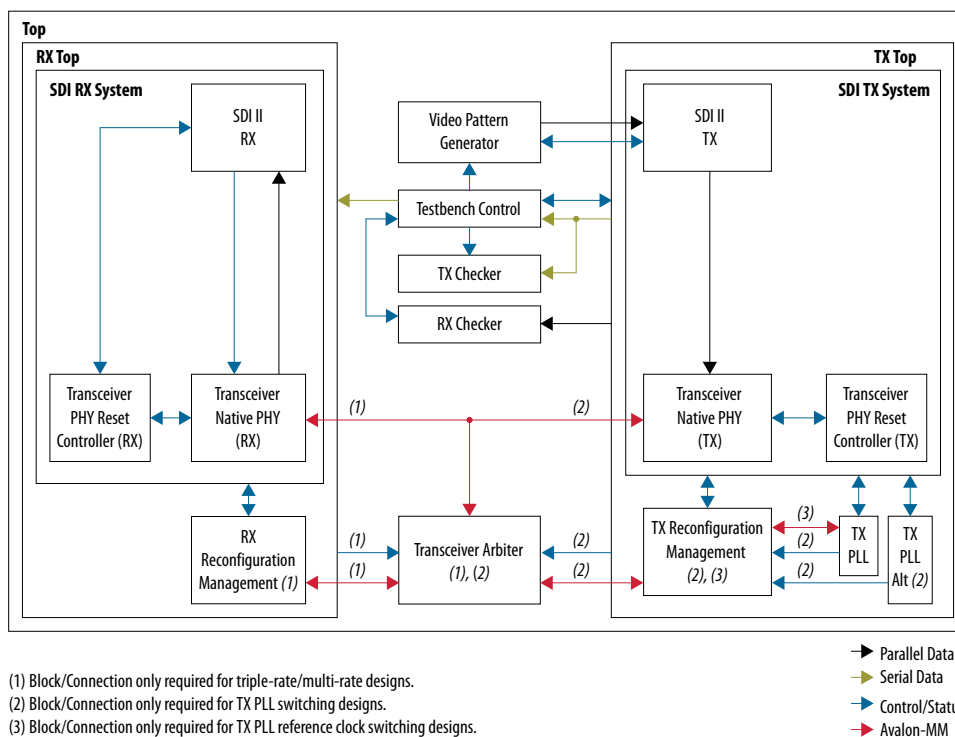 Top
RX Top
SDI RX System
SDI II
RX
Transceiver
PHY Reset
Controller (RX)
Transceiver
Native PHY
(RX)
RX
Reconfiguration
Management (1)
Video Pattern
Generator
Testbench Control
TX Checker
RX Checker
(1)
(2)
Transceiver Arbiter
(1), (2)
(1)
(1)
(2)
(2)
TX Top
SDI TX System
SDI II
TX
Transceiver
Native PHY
(TX)
Transceiver
PHY Reset
Controller (TX)
TX Reconfiguration
Management
(2), (3)
(3)
(2)
(2)
TX
PLL
TX
PLL
Alt (2)
(1) Block/Connection only required for triple-rate/multi-rate designs.
(2) Block/Connection only required for TX PLL switching designs.
(3) Block/Connection only required for TX PLL reference clock switching designs.
Parallel Data
Serial Data
Control/Statu
Avalon-MM